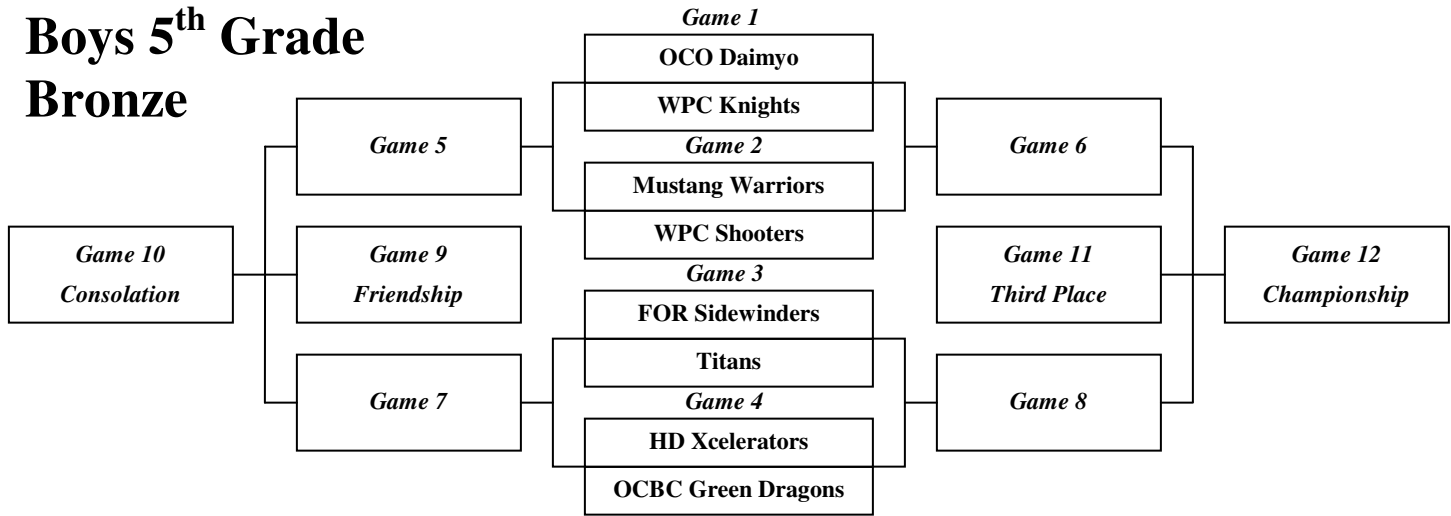 Boys 5th Grade
Bronze
Game 1
OCO Daimyo
WPC Knights
Game 5
Game 2
Game 6
Mustang Warriors
WPC Shooters
Game 10
Consolation
Game 9
Friendship
Game 3
Game 11
Third Place
Game 12
Championship
FOR Sidewinders
Titans
Game 7
Game 4
Game 8
HD Xcelerators
OCBC Green Dragons